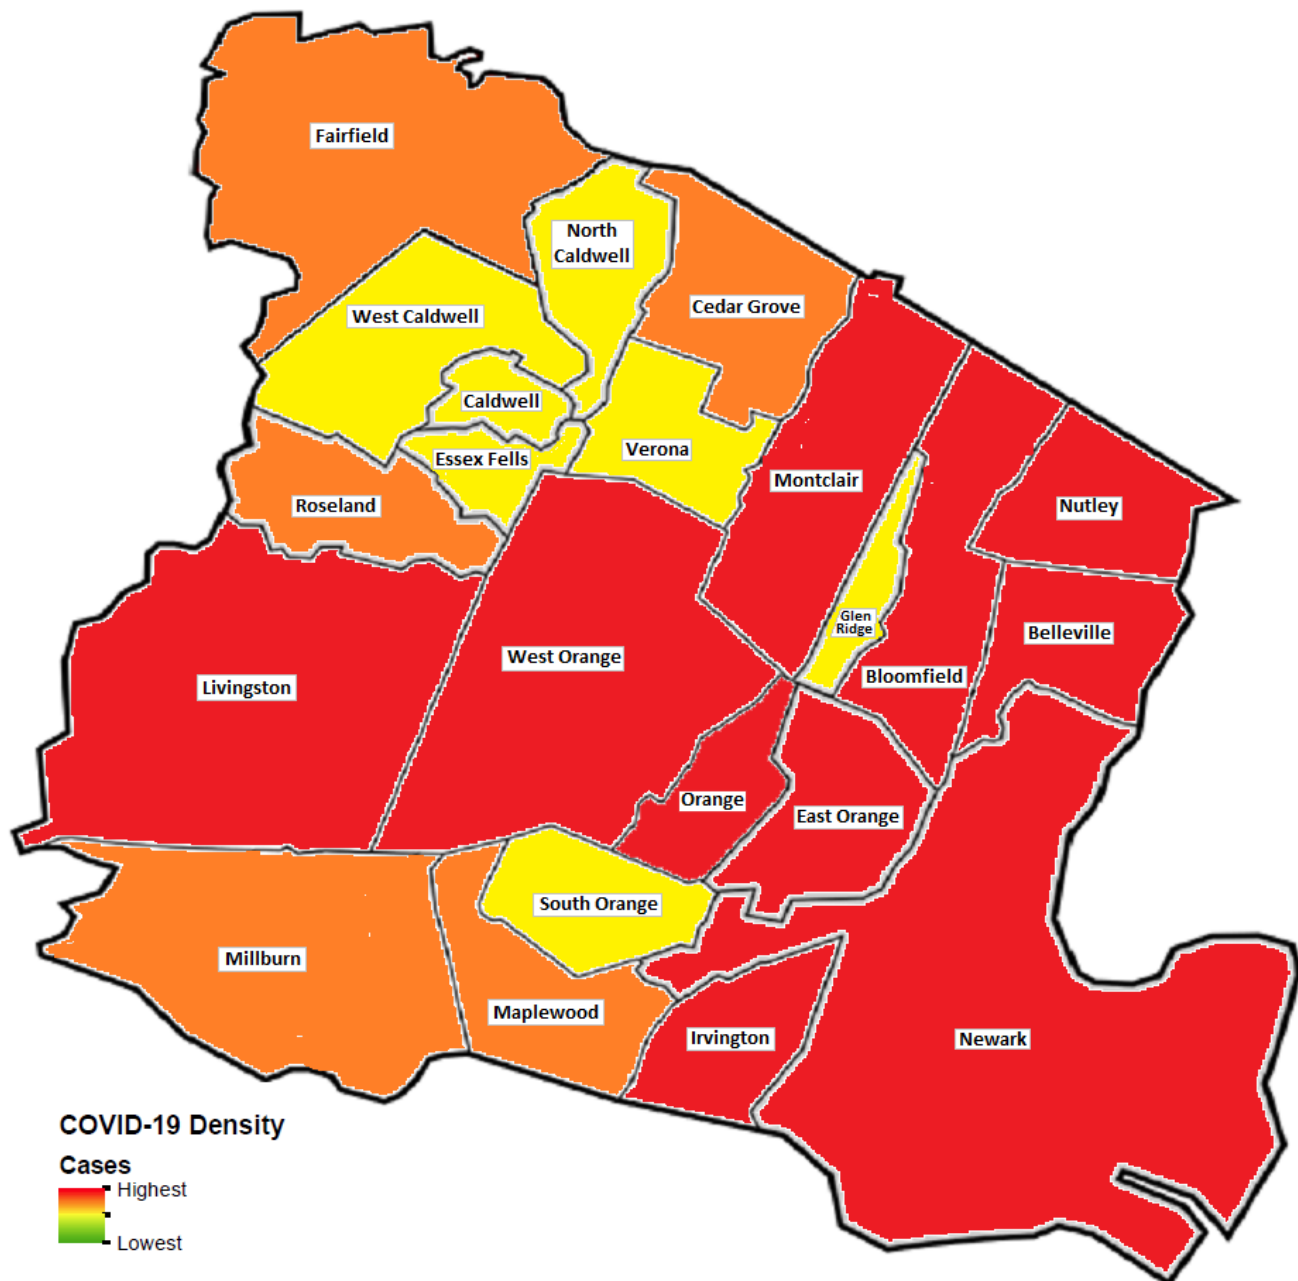 Fairfield
North
Caldwell
West Caldwell
Cedar Grove
Caldwell
Verona
Essex Fells
Montclair
Roseland
Nutley
Glen
Ridge
Belleville
West Orange
Bloomfield
Livingston
Orange
East Orange
South Orange
Millburn
Maplewood
Irvington
Newark
COVID-19 Density
Cases
Highest
Lowest